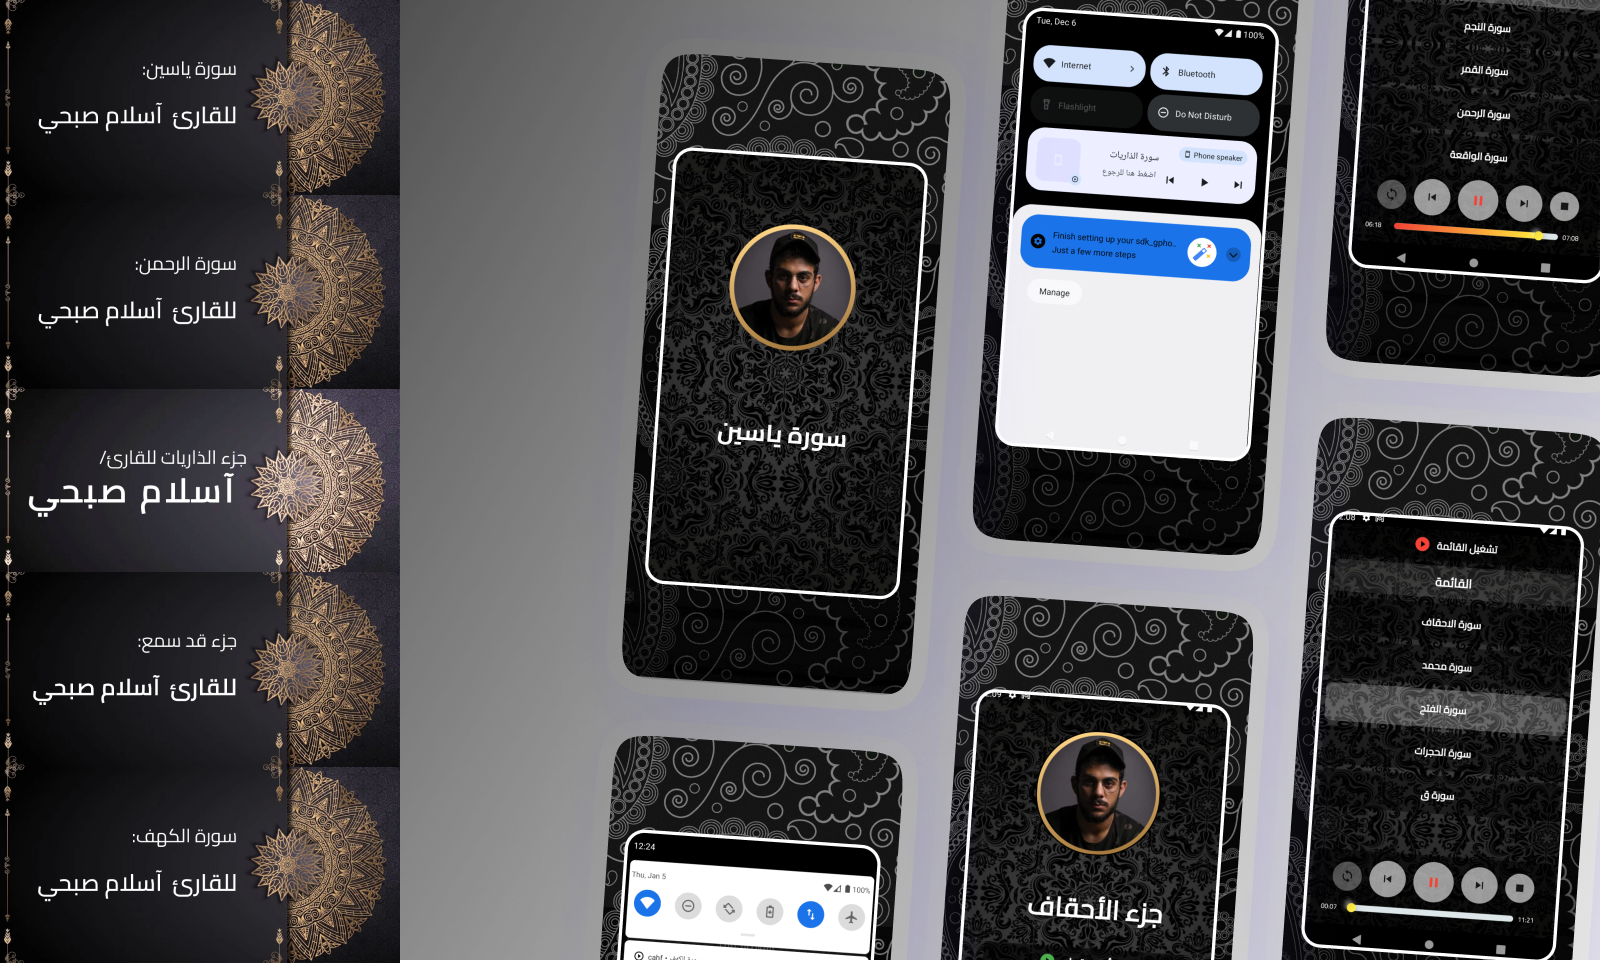 سورة ياسين:
للقارئ آسلام صبحي
سورة الرحمن:
للقارئ آسلام صبحي
جزء الذاريات للقارئ/
آسلام صبحي
جزء قد سمع:
للقارئ آسلام صبحي
سورة الكهف:
للقارئ آسلام صبحي
سورة ياسين
12:24
Thu, Jan 5
100%
cahf •
Tue, Dec 6
100%
Internet
Bluetooth
Flashlight
Do Not Disturb
سورة الذاريات
Phone speaker
اضغط هنا للرجوع
Finish setting up your sdk_gpho..
Just a few more steps
Manage
جزء الأحقاف
سورة النجم
سورة القمر
سورة الرحمن
سورة الواقعة
06:18
07:08
تشغيل القائمة
القائمة
سورة الاحقاف
سورة محمد
سورة الفتح
سورة الحجرات
سورة ق
00:07
11:21